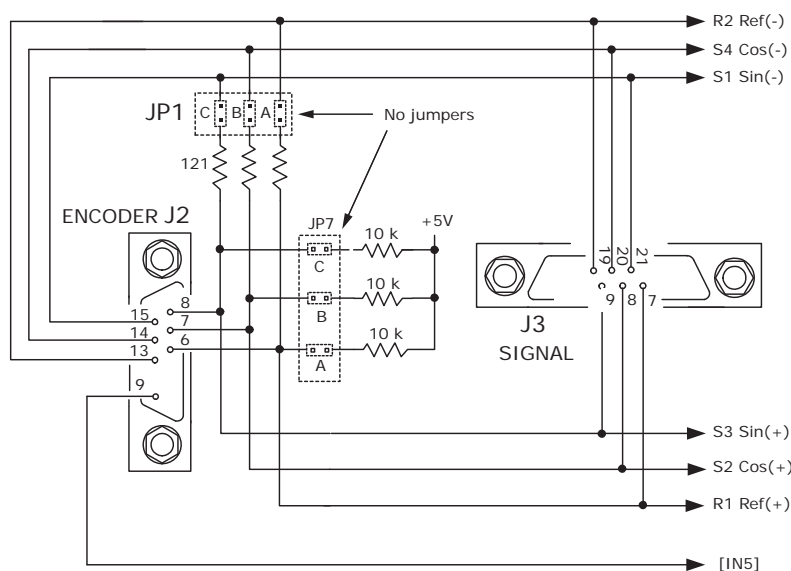 R2 Ref(-)
S4 Cos(-)
S1 Sin(-)
JP1
C
B
A
No jumpers
121
ENCODER J2
JP7
10 k
+5V
C
10 k
B
10 k
A
15
14
13
9
8
7
6
19
20
21
9
8
7
J3
SIGNAL
S3 Sin(+)
S2 Cos(+)
R1 Ref(+)
[IN5]